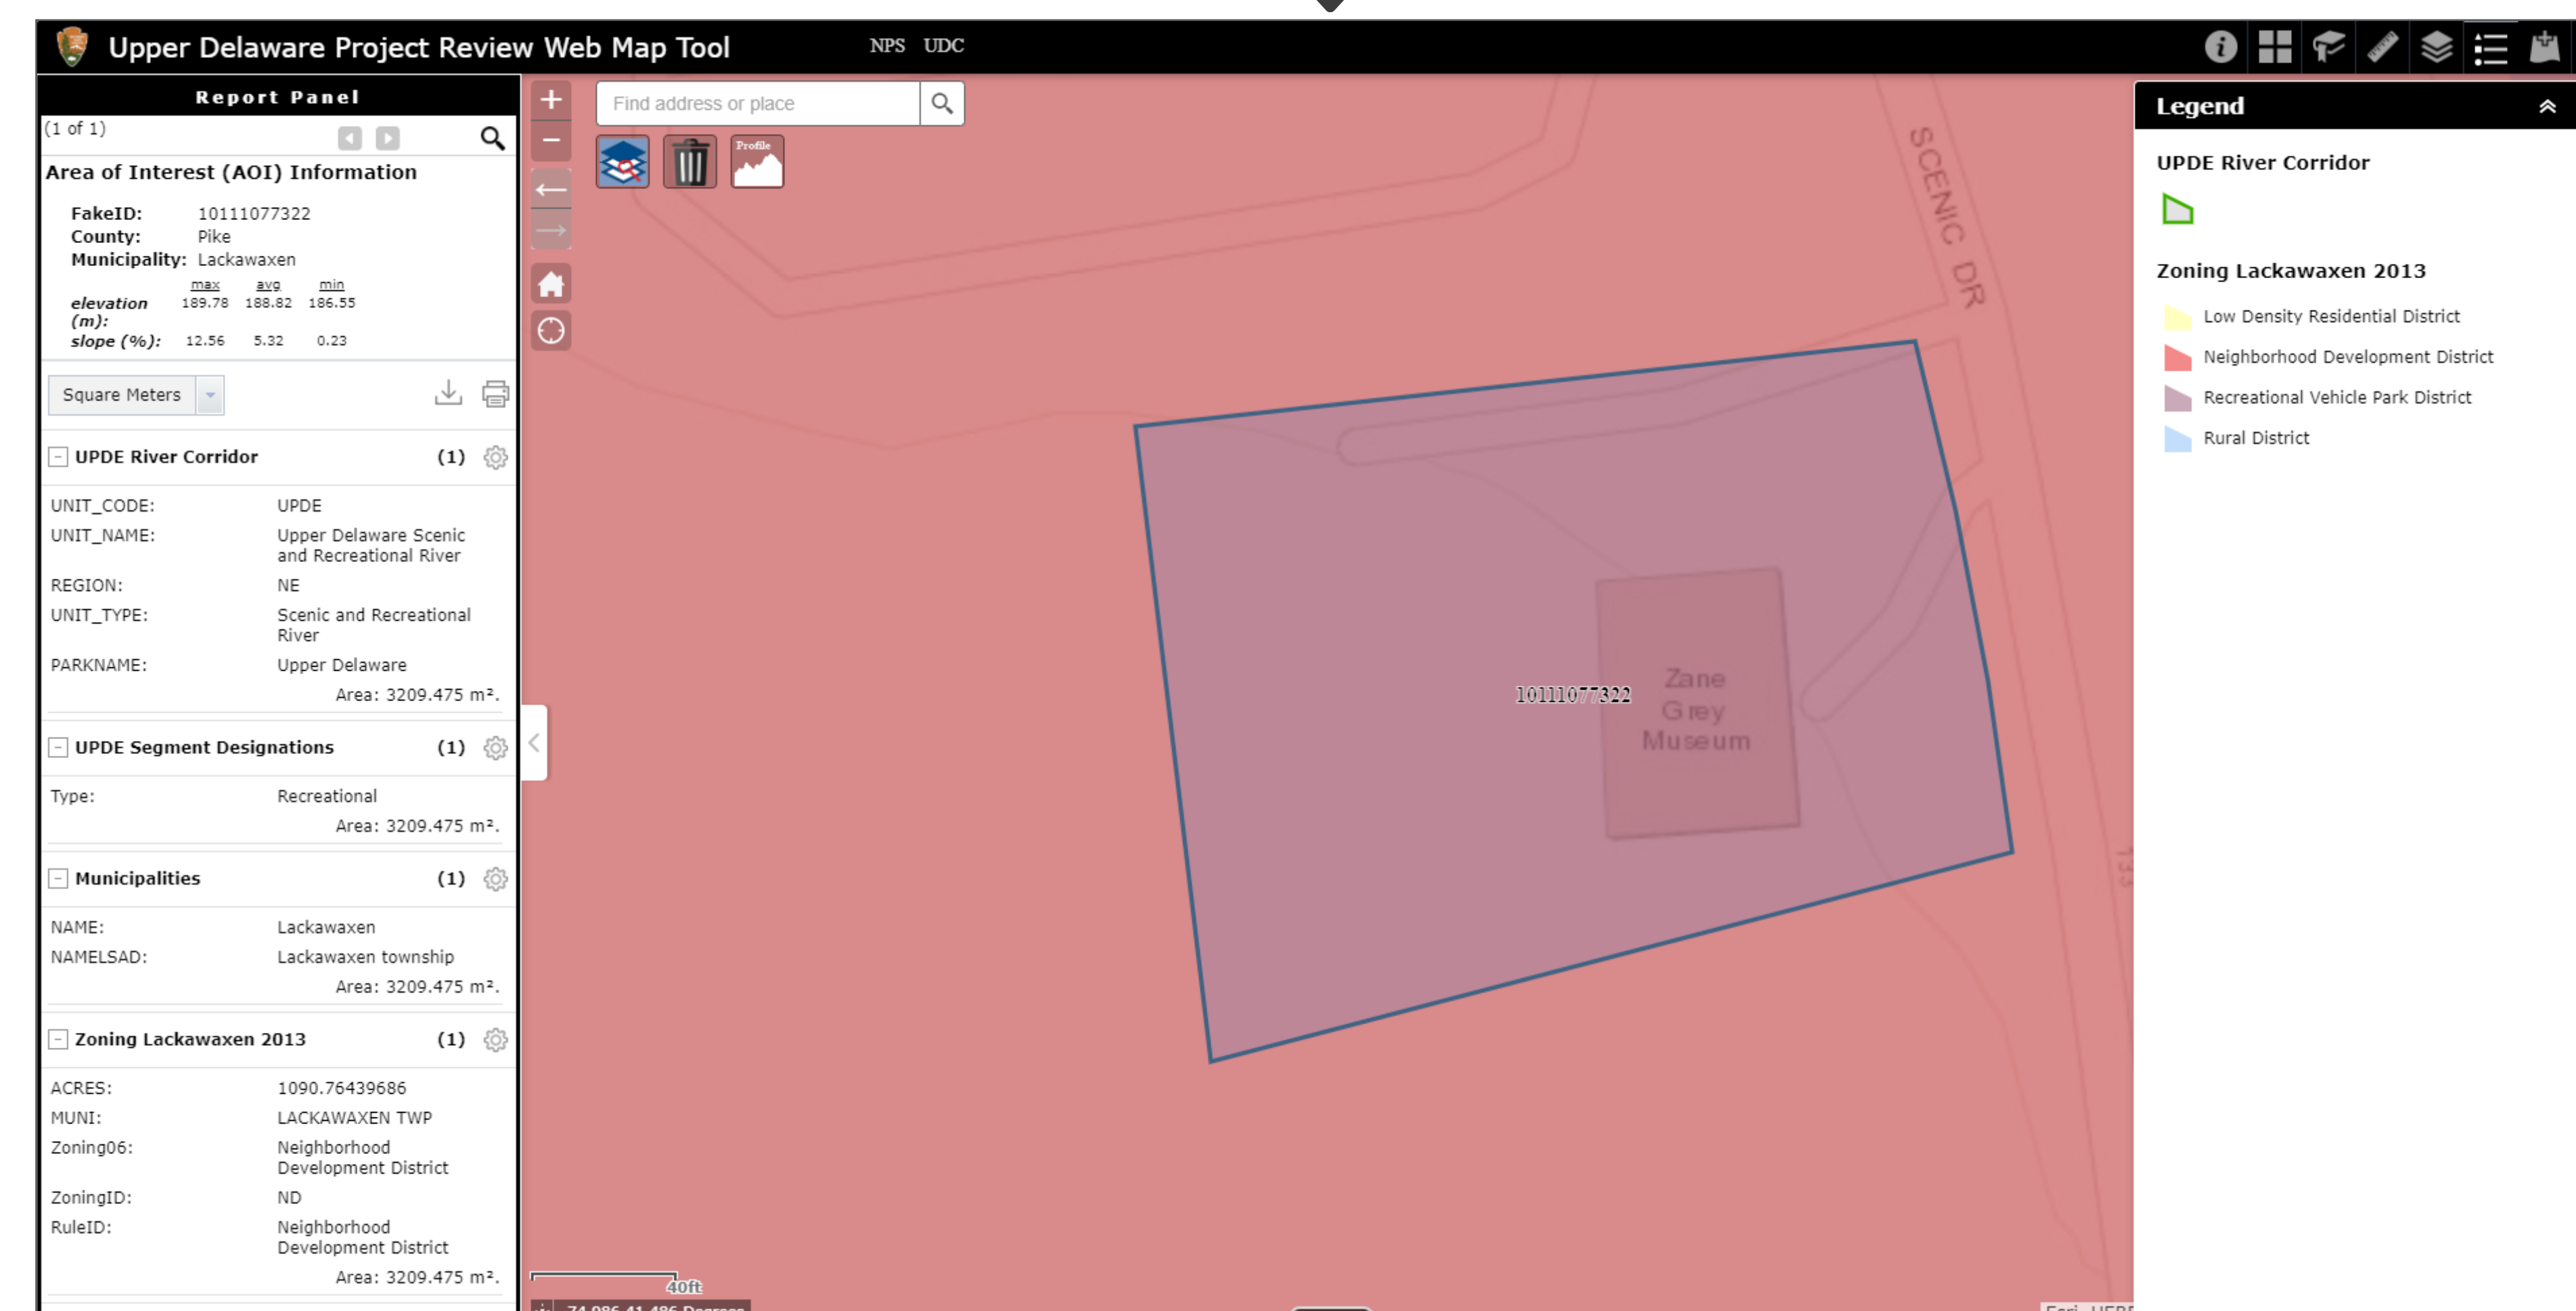 Upper Delaware Project Review Web Map Tool NPS UDC
Report Panel
(1 of 1)
Area of Interest (AOI) Information
FakeID: 10111077322
County: Pike
Municipality: Lackawaxen
max avg min
elevation 189.78 188.82 186.55
(m):
slope (%): 12.56 5.32 0.23
Square Meters
UPDE River Corridor (1)
UNIT_CODE: UPDE
UNIT_NAME: Upper Delaware Scenic
and Recreational River
REGION: NE
UNIT_TYPE: Scenic and Recreational
River
PARKNAME: Upper Delaware
Area: 3209.475 m².
UPDE Segment Designations (1)
Type: Recreational
Area: 3209.475 m².
Municipalities (1)
NAME: Lackawaxen
NAMELSAD: Lackawaxen township
Area: 3209.475 m².
Zoning Lackawaxen 2013 (1)
ACRES: 1090.76439686
MUNI: LACKAWAXEN TWP
Zoning06: Neighborhood
Development District
ZoningID: ND
RuleID: Neighborhood
Development District
Area: 3209.475 m².
Find address or place
Profile
SCENIC DR
10111077322
Zane
Grey
Museum
40ft
Legend
UPDE River Corridor
Zoning Lackawaxen 2013
Low Density Residential District
Neighborhood Development District
Recreational Vehicle Park District
Rural District